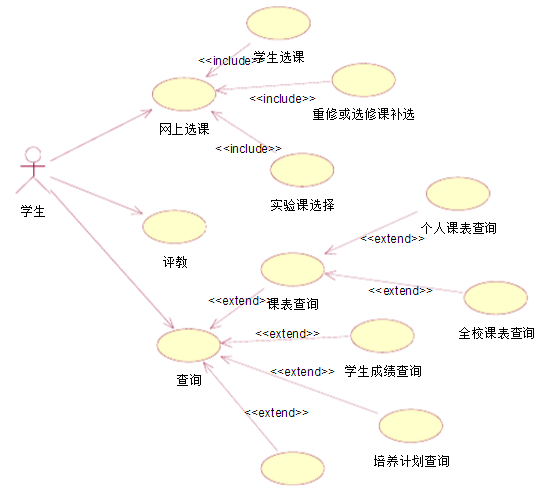 学生选课
<<include>>
重修或选修课补选
<<include>>
网上选课
<<include>>
实验课选择
学生
个人课表查询
<<extend>>
评教
<<extend>>
课表查询
<<extend>>
全校课表查询
<<extend>>
学生成绩查询
查询
<<extend>>
<<extend>>
培养计划查询